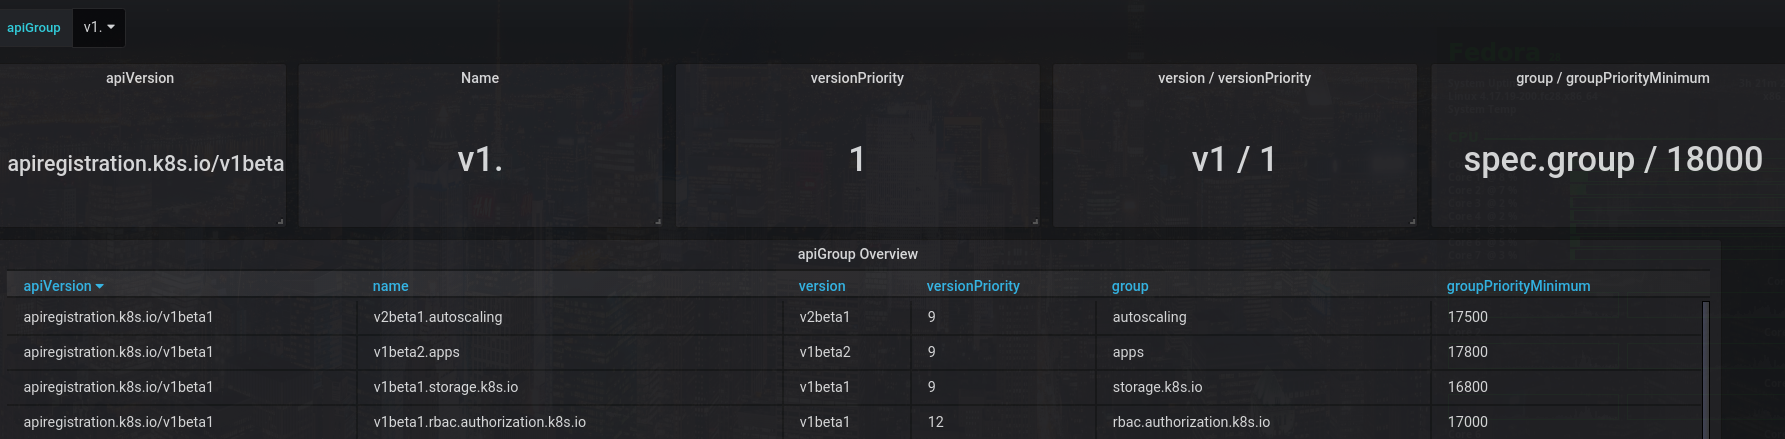 apiGroup v1.
apiVersion Name versionPriority version / versionPriority group / groupPriorityMinimum
apiregistration.k8s.io/v1beta v1. 1 v1 / 1 spec.group / 18000
apiGroup Overview
apiVersion name version versionPriority group groupPriorityMinimum
apiregistration.k8s.io/v1beta1 v2beta1.autoscaling v2beta1 9 autoscaling 17500
apiregistration.k8s.io/v1beta1 v1beta2.apps v1beta2 9 apps 17800
apiregistration.k8s.io/v1beta1 v1beta1.storage.k8s.io v1beta1 9 storage.k8s.io 16800
apiregistration.k8s.io/v1beta1 v1beta1.rbac.authorization.k8s.io v1beta1 12 rbac.authorization.k8s.io 17000
Fedora